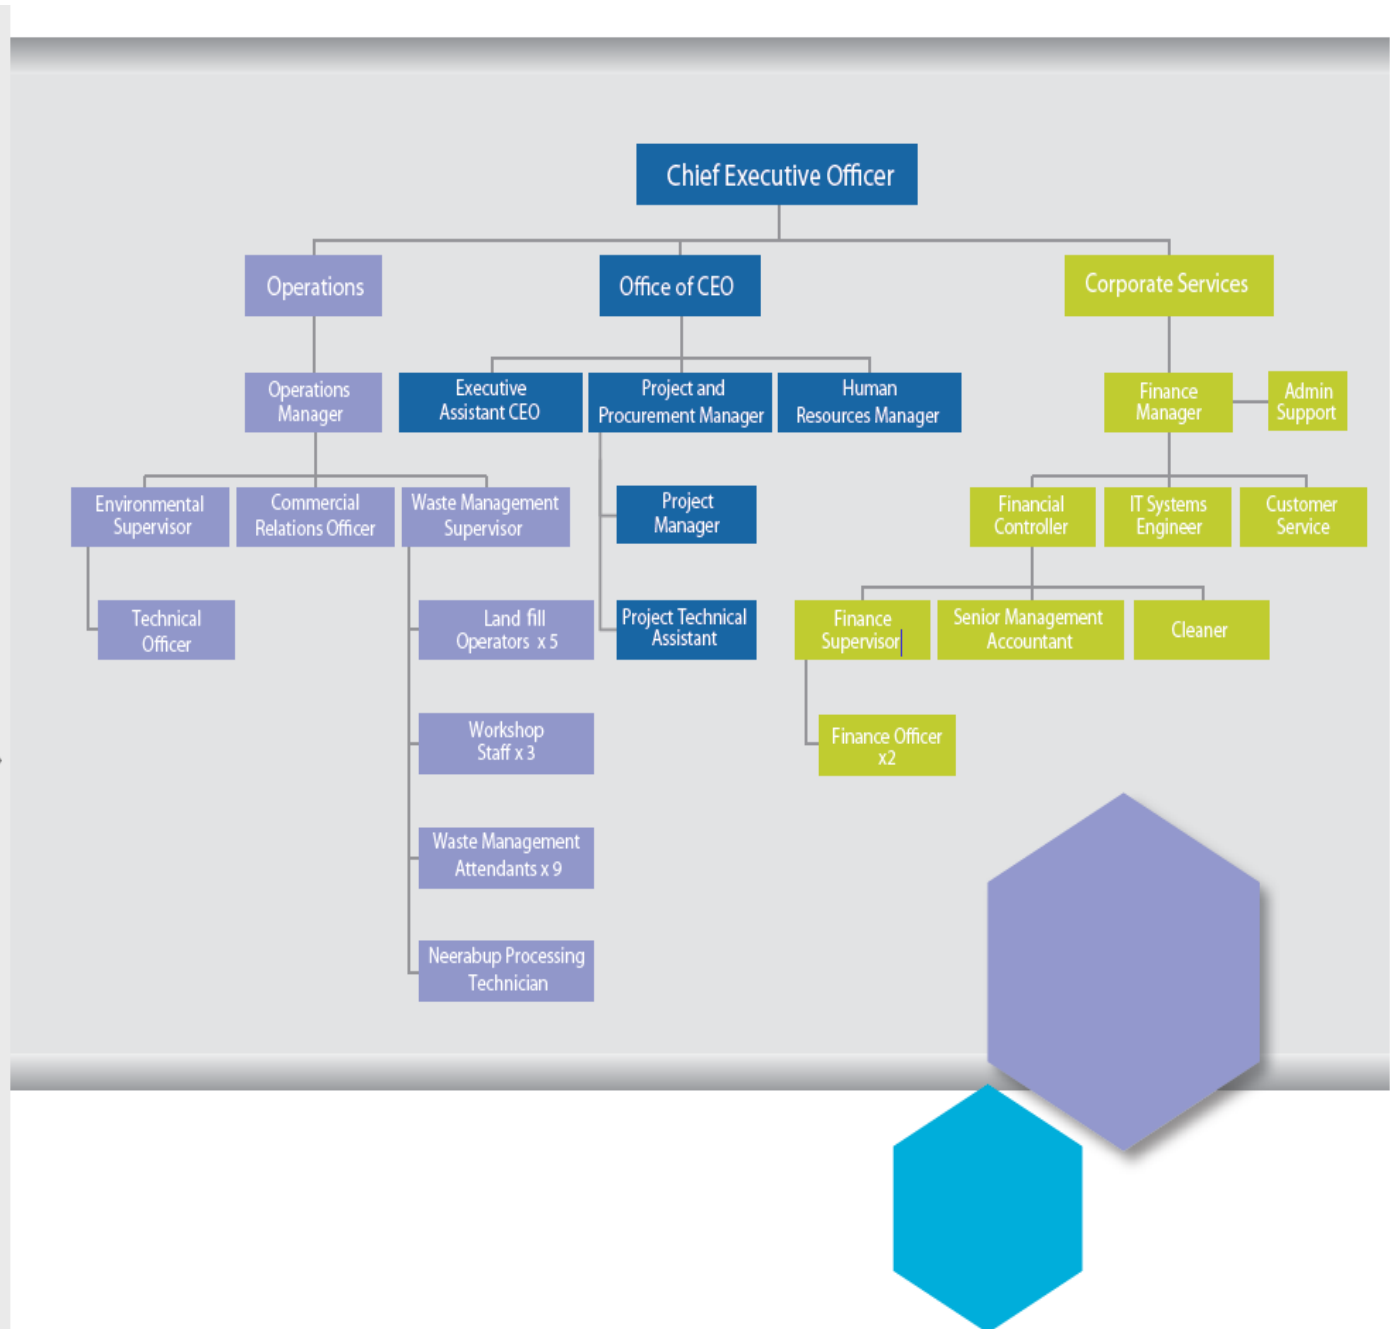 Chief Executive Officer
Operations
Office of CEO
Corporate Services
Operations
Manager
Executive
Assistant CEO
Project and
Procurement Manager
Human
Resources Manager
Finance
Manager
Admin
Support
Environmental
Supervisor
Commercial
Relations Officer
Waste Management
Supervisor
Project
Manager
Financial
Controller
IT Systems
Engineer
Customer
Service
Technical
Officer
Land fill
Operators x 5
Project Technical
Assistant
Finance
Supervisor
Senior Management
Accountant
Cleaner
Workshop
Staff x 3
Finance Officer
x2
Waste Management
Attendants x 9
Neerabup Processing
Technician